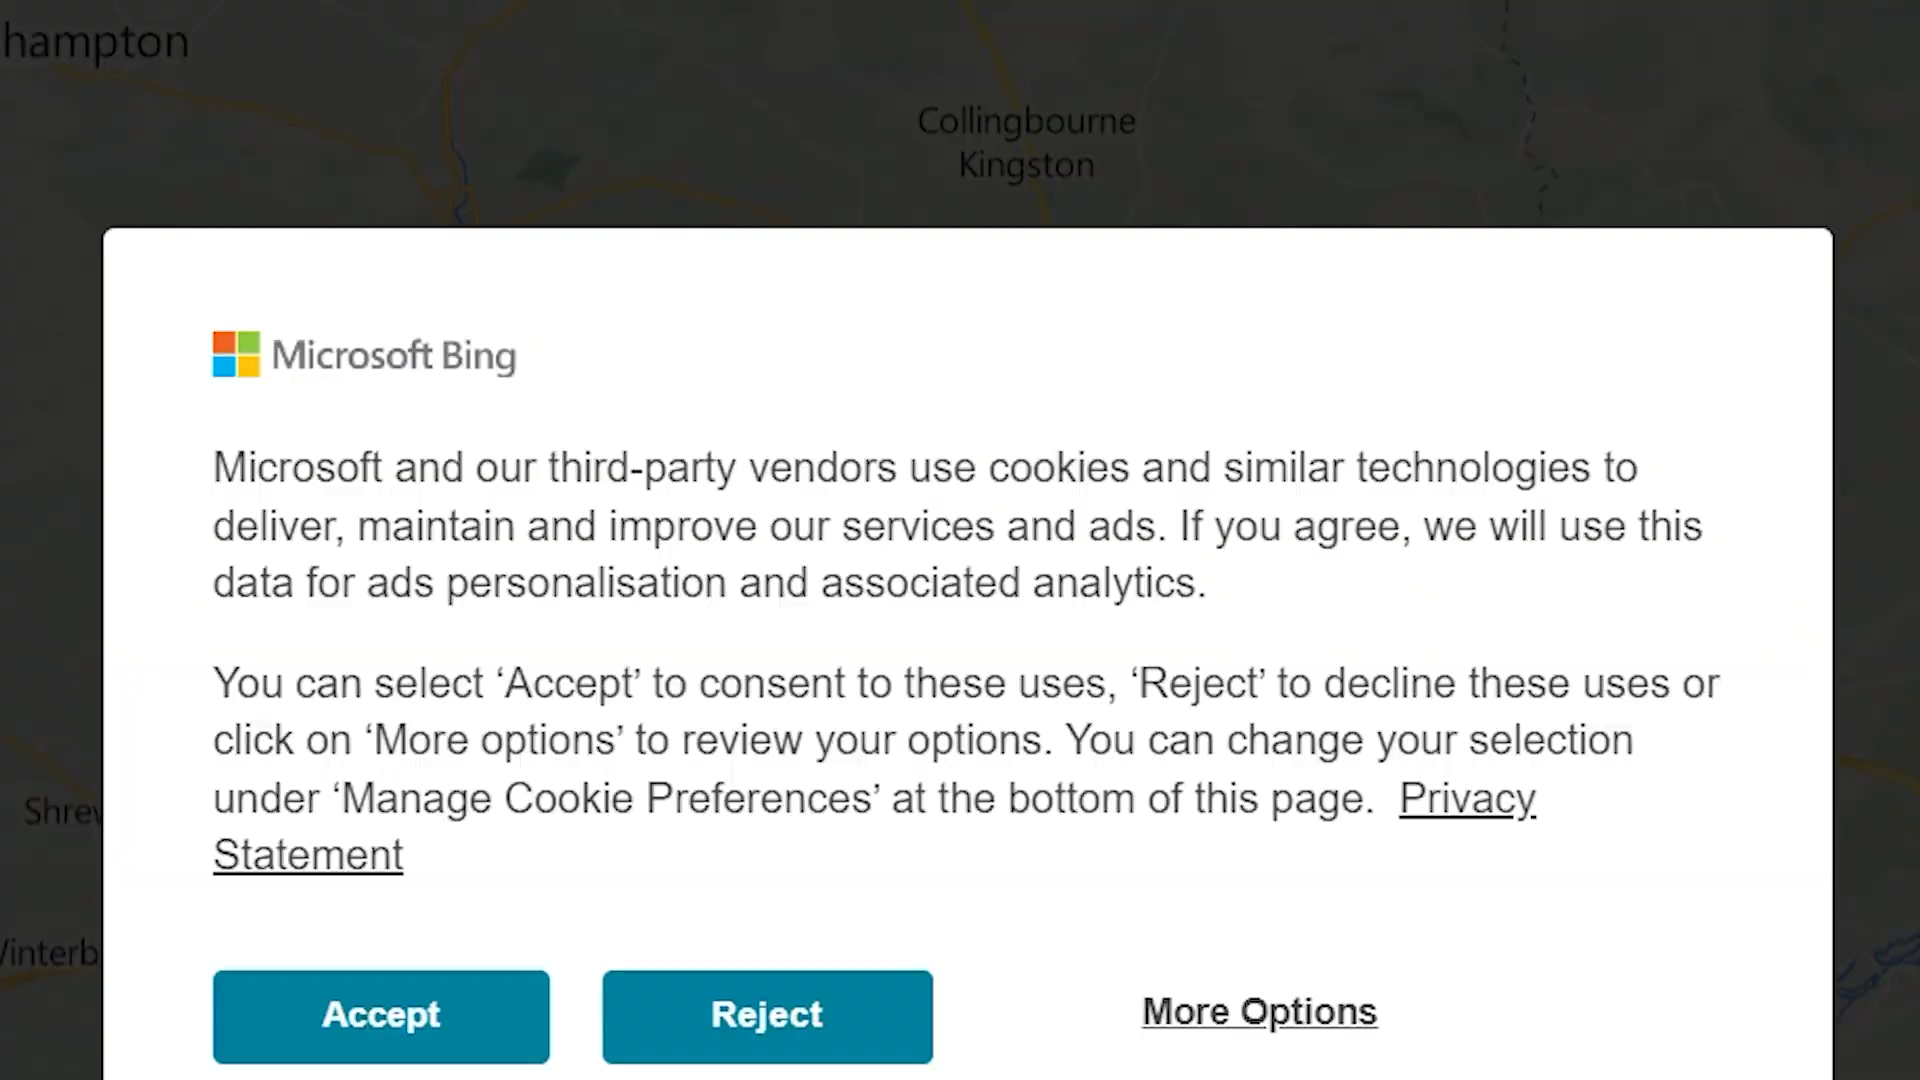 hampton
Collingbourne
Kingston
Microsoft Bing
Microsoft and our third-party vendors use cookies and similar technologies to
deliver, maintain and improve our services and ads. If you agree, we will use this
data for ads personalisation and associated analytics.
You can select ‘Accept’ to consent to these uses, ‘Reject’ to decline these uses or
click on ‘More options’ to review your options. You can change your selection
under ‘Manage Cookie Preferences’ at the bottom of this page. Privacy
Statement
Shrew
Winterb
Accept
Reject
More Options